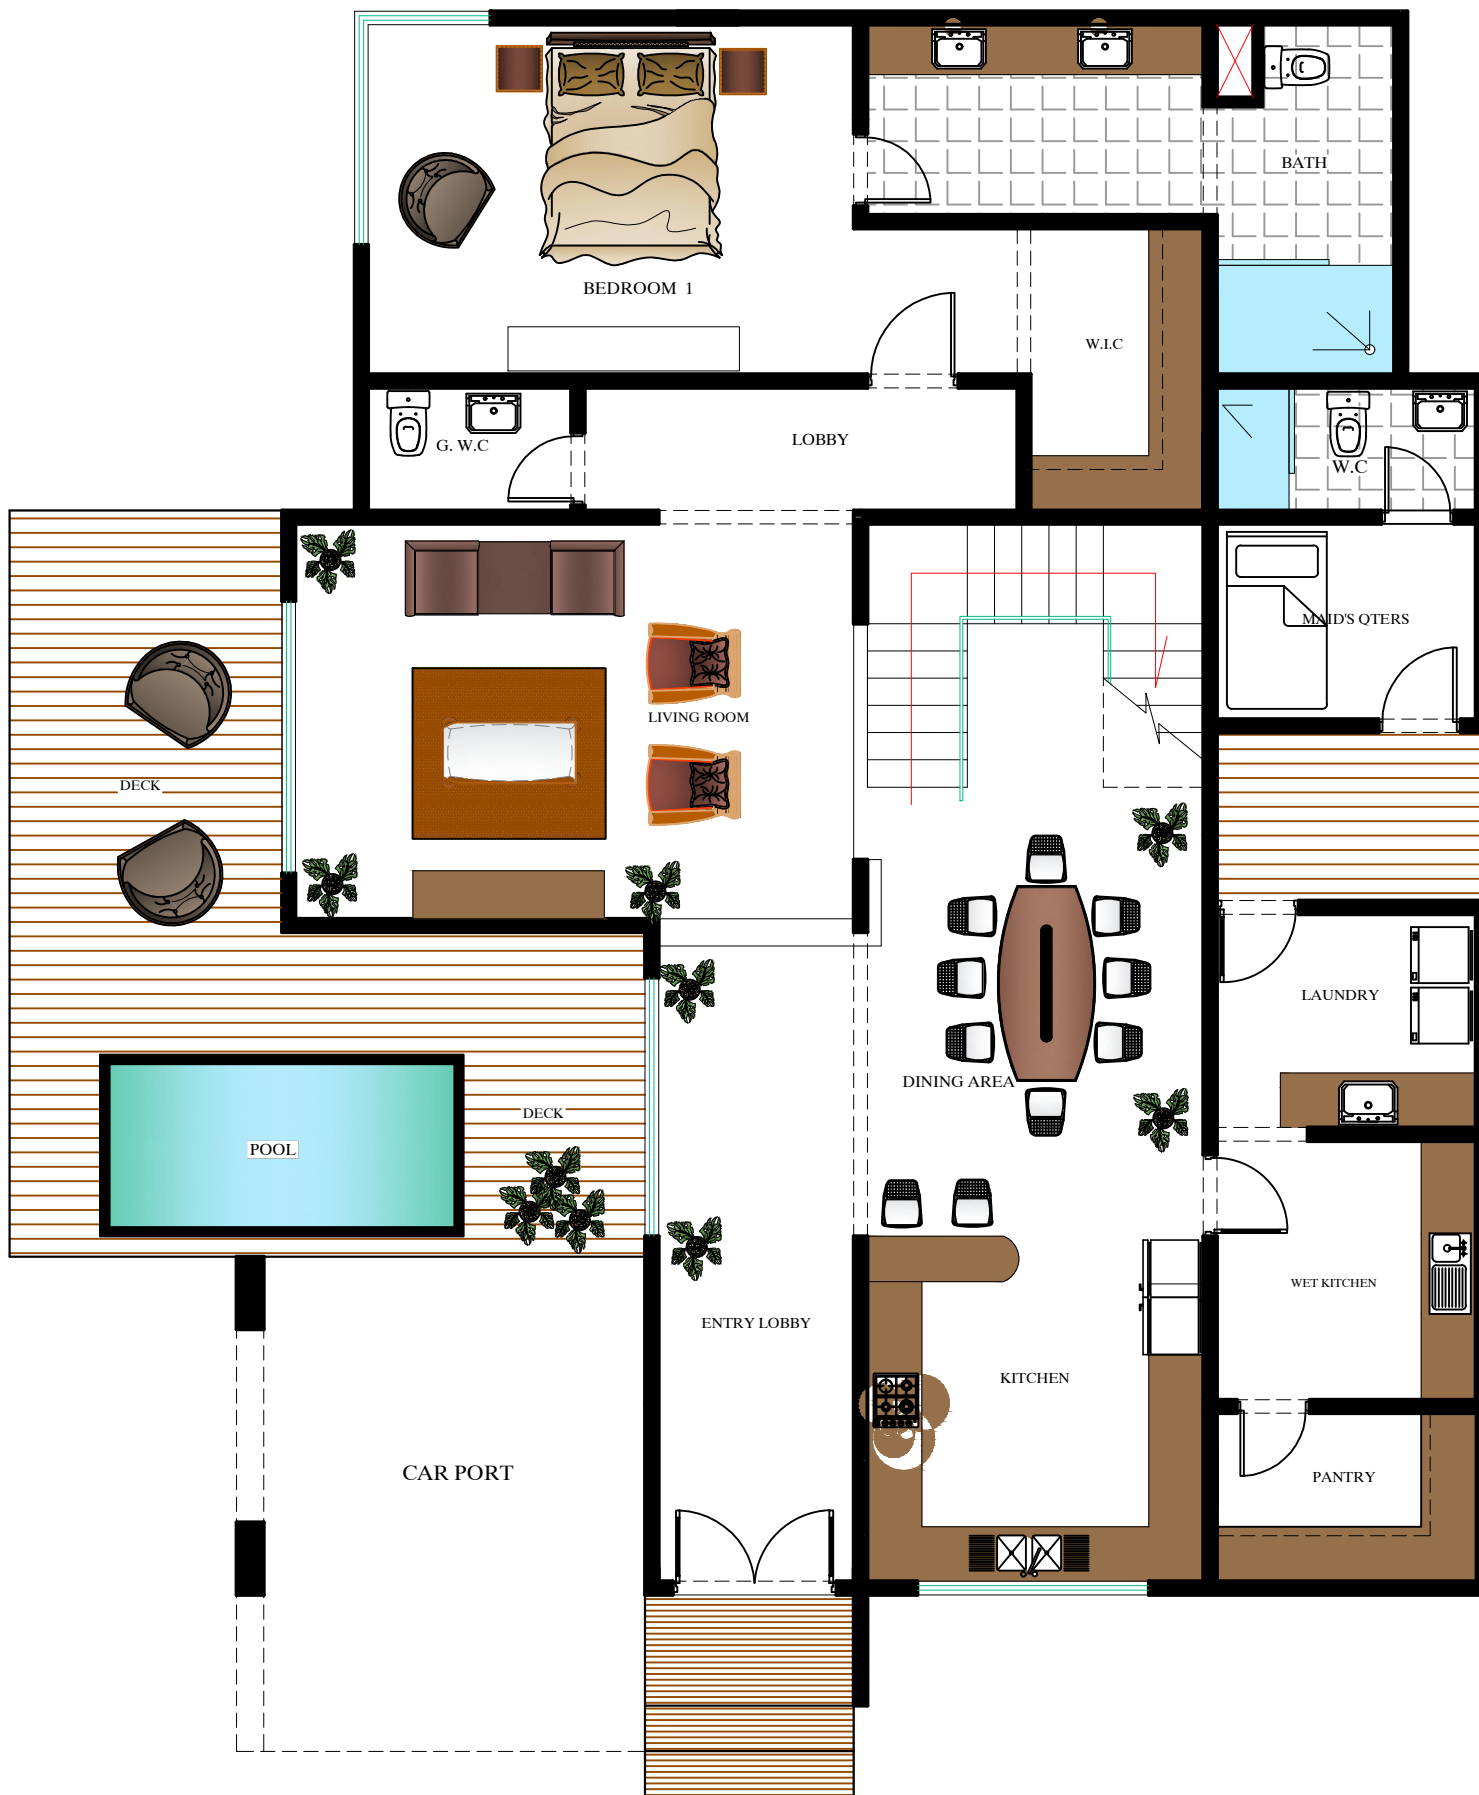 BATH
BEDROOM 1
W.I.C
LOBBY
G. W.C
W.C
MAID'S QTERS
LIVING ROOM
DECK
LAUNDRY
DINING AREA
DECK
POOL
WET KITCHEN
ENTRY LOBBY
KITCHEN
CAR PORT
PANTRY